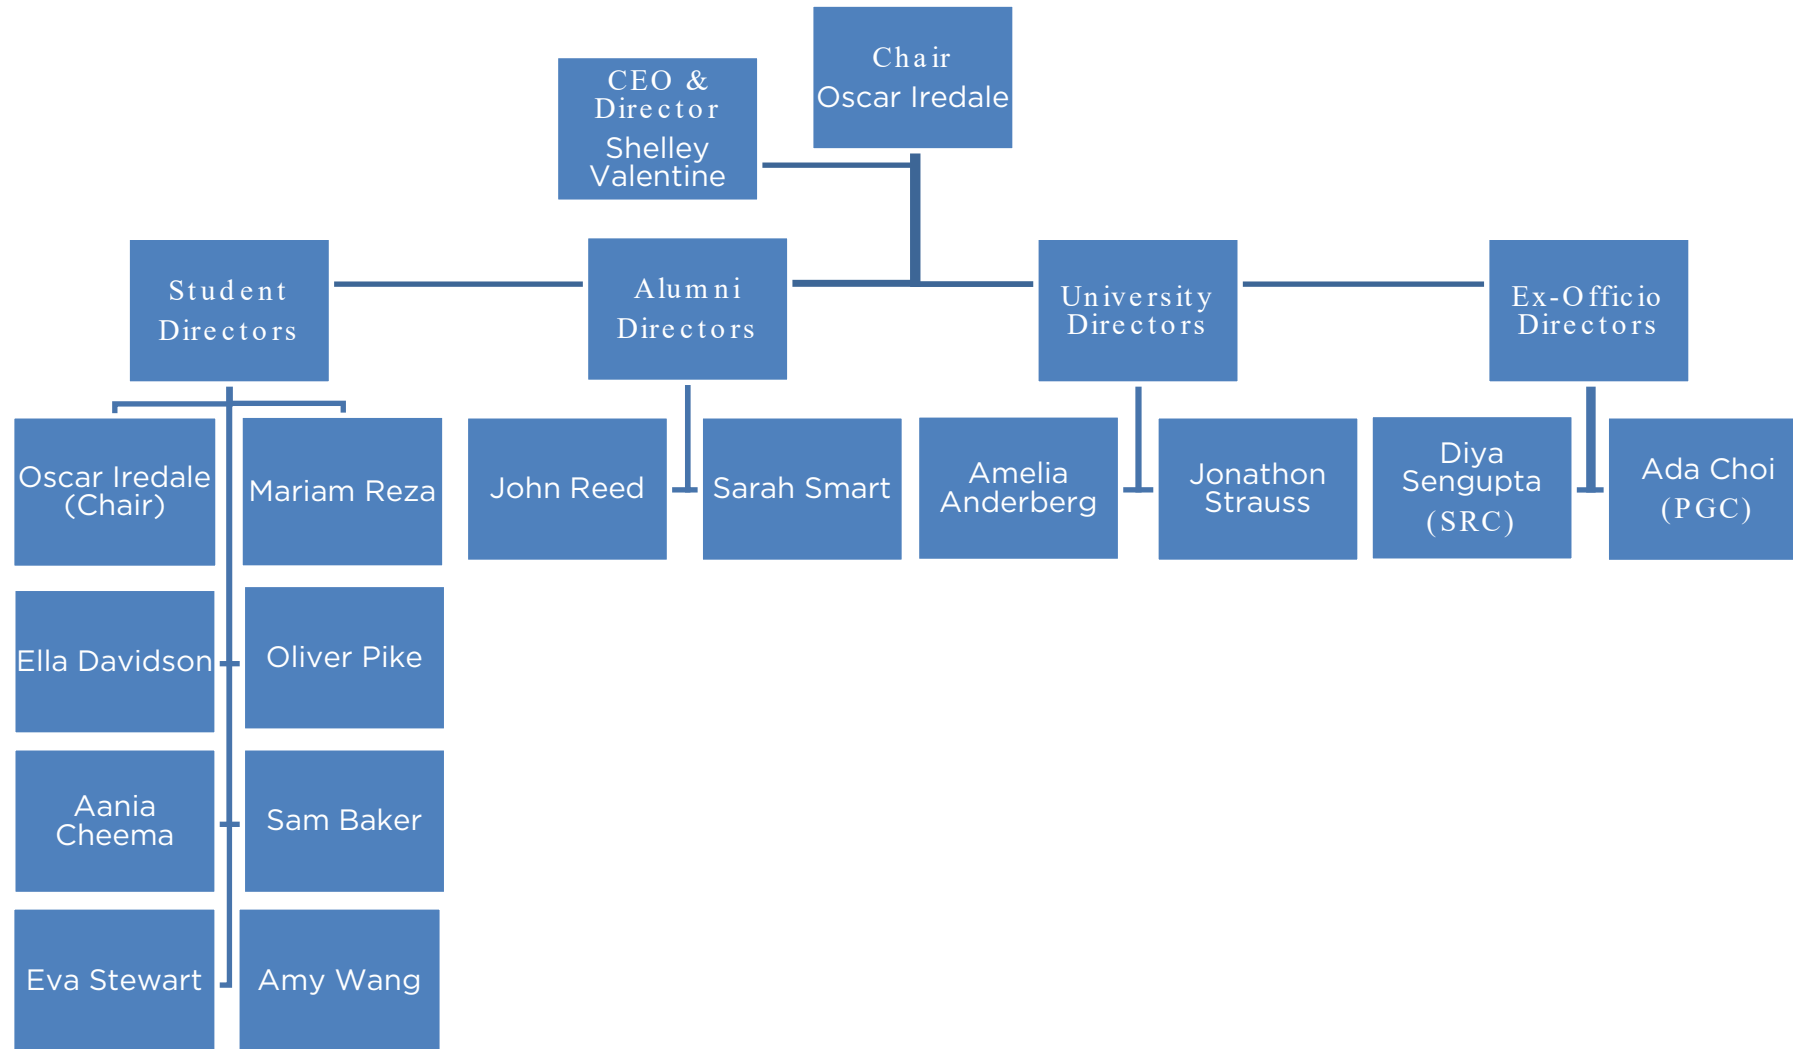 Chair
Oscar Iredale
CEO &
Director
Shelley
Valentine
Student
Directors
Alumni
Directors
University
Directors
Ex-Officio
Directors
Oscar Iredale
(Chair)
Mariam Reza
John Reed
Sarah Smart
Amelia
Anderberg
Jonathon
Strauss
Diya
Sengupta
(SRC)
Ada Choi
(PGC)
Ella Davidson
Oliver Pike
Aania
Cheema
Sam Baker
Eva Stewart
Amy Wang